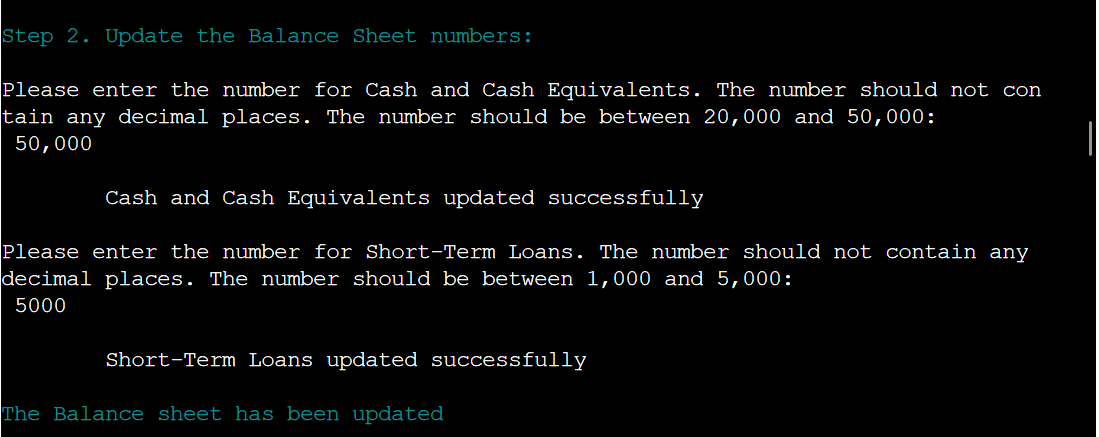 Step 2. Update the Balance Sheet numbers:
Please enter the number for Cash and Cash Equivalents. The number should not con
tain any decimal places. The number should be between 20,000 and 50,000:
50,000
Cash and Cash Equivalents updated successfully
Please enter the number for Short-Term Loans. The number should not contain any
decimal places. The number should be between 1,000 and 5,000:
5000
Short-Term Loans updated successfully
The Balance sheet has been updated